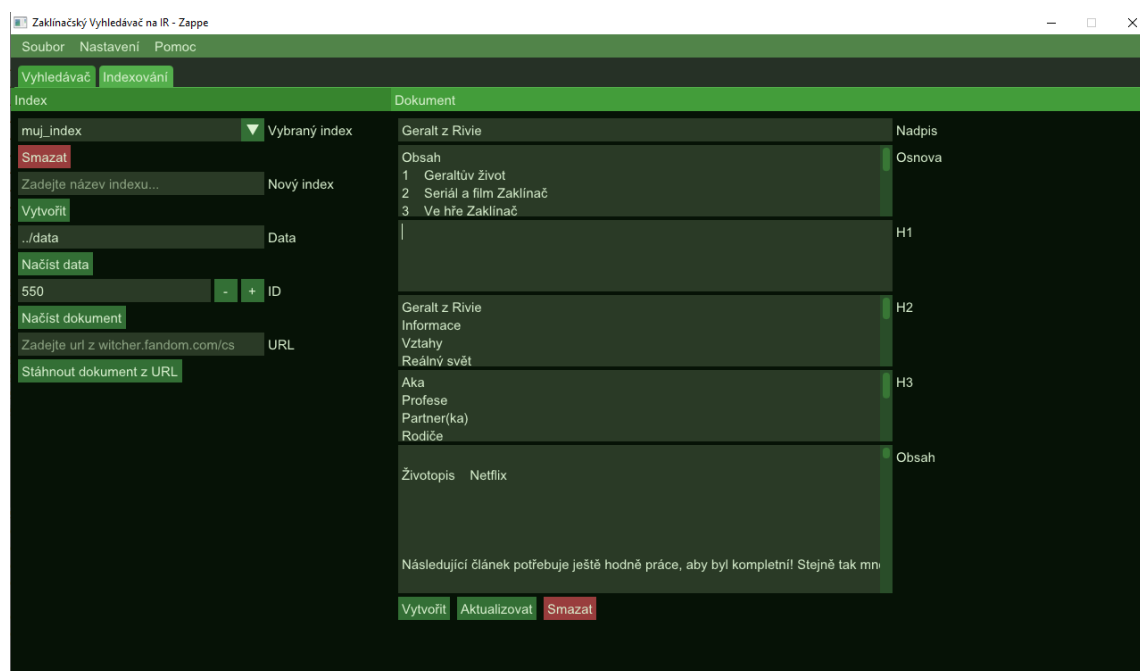 Zaklínačský Vyhledávač na IR - Zappe
Soubor Nastavení Pomoc
Vyhledávač Indexování
Index
muj_index Vybraný index
Smazat
Zadejte název indexu... Nový index
Vytvořit
../data Data
Načíst data
550 - + ID
Načíst dokument
Zadejte url z witcher.fandom.com/cs URL
Stáhnout dokument z URL
Dokument
Geralt z Rivie Nadpis
Obsah Osnova
1 Geraltův život
2 Seriál a film Zaklínač
3 Ve hře Zaklínač
H1
Geralt z Rivie H2
Informace
Vztahy
Reálný svět
Aka H3
Profese
Partner(ka)
Rodiče
Obsah
Životopis Netflix
Následující článek potřebuje ještě hodně práce, aby byl kompletní! Stejně tak mno
Vytvořit Aktualizovat Smazat